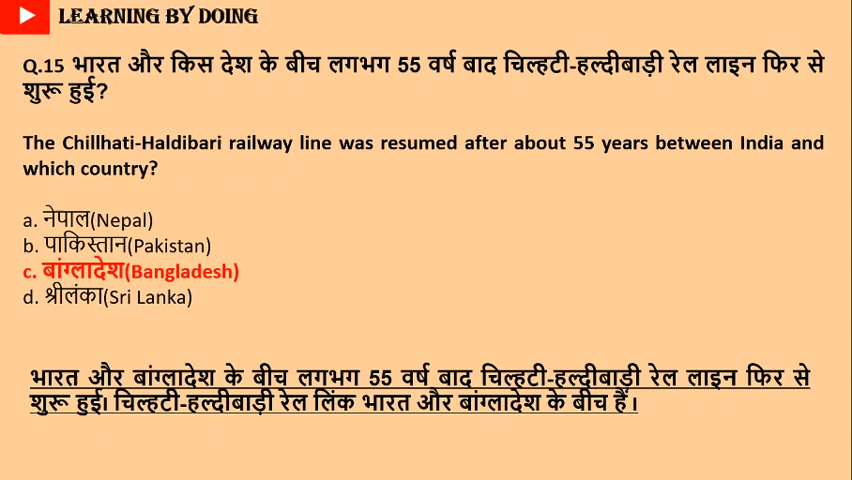 LEARNING BY DOING
Q.15 भारत और किस देश के बीच लगभग 55 वर्ष बाद चिल्हटी-हल्दीबाड़ी रेल लाइन फिर से
शुरू हुई?
The Chillhati-Haldibari railway line was resumed after about 55 years between India and
which country?
a. नेपाल(Nepal)
b. पाकिस्तान(Pakistan)
c. बांग्लादेश(Bangladesh)
d. श्रीलंका(Sri Lanka)
भारत और बांग्लादेश के बीच लगभग 55 वर्ष बाद चिल्हटी-हल्दीबाड़ी रेल लाइन फिर से
शुरू हुई। चिल्हटी-हल्दीबाड़ी रेल लिंक भारत और बांग्लादेश के बीच हैं।